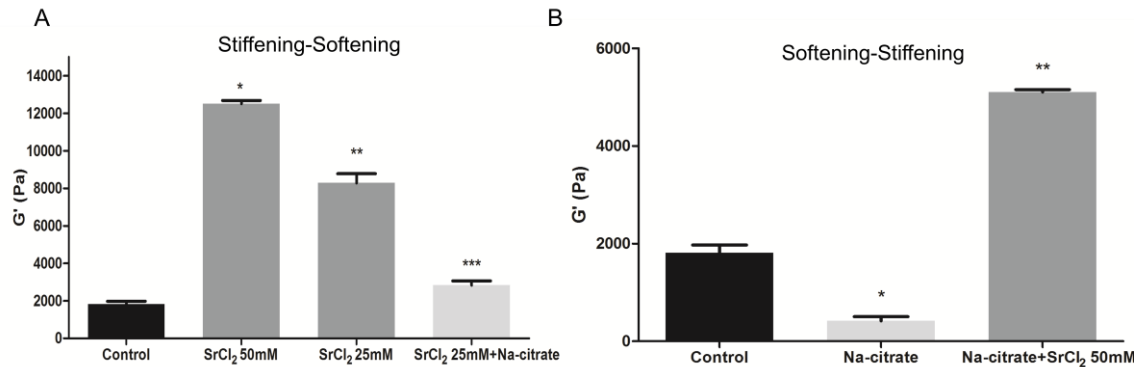 A
Stiffening-Softening
G' (Pa)
14000
12000
10000
8000
6000
4000
2000
0
*
**
***
Control
SrCl₂ 50mM
SrCl₂ 25mM
SrCl₂ 25mM+Na-citrate
B
Softening-Stiffening
G' (Pa)
6000
4000
2000
0
*
**
Control
Na-citrate
Na-citrate+SrCl₂ 50mM